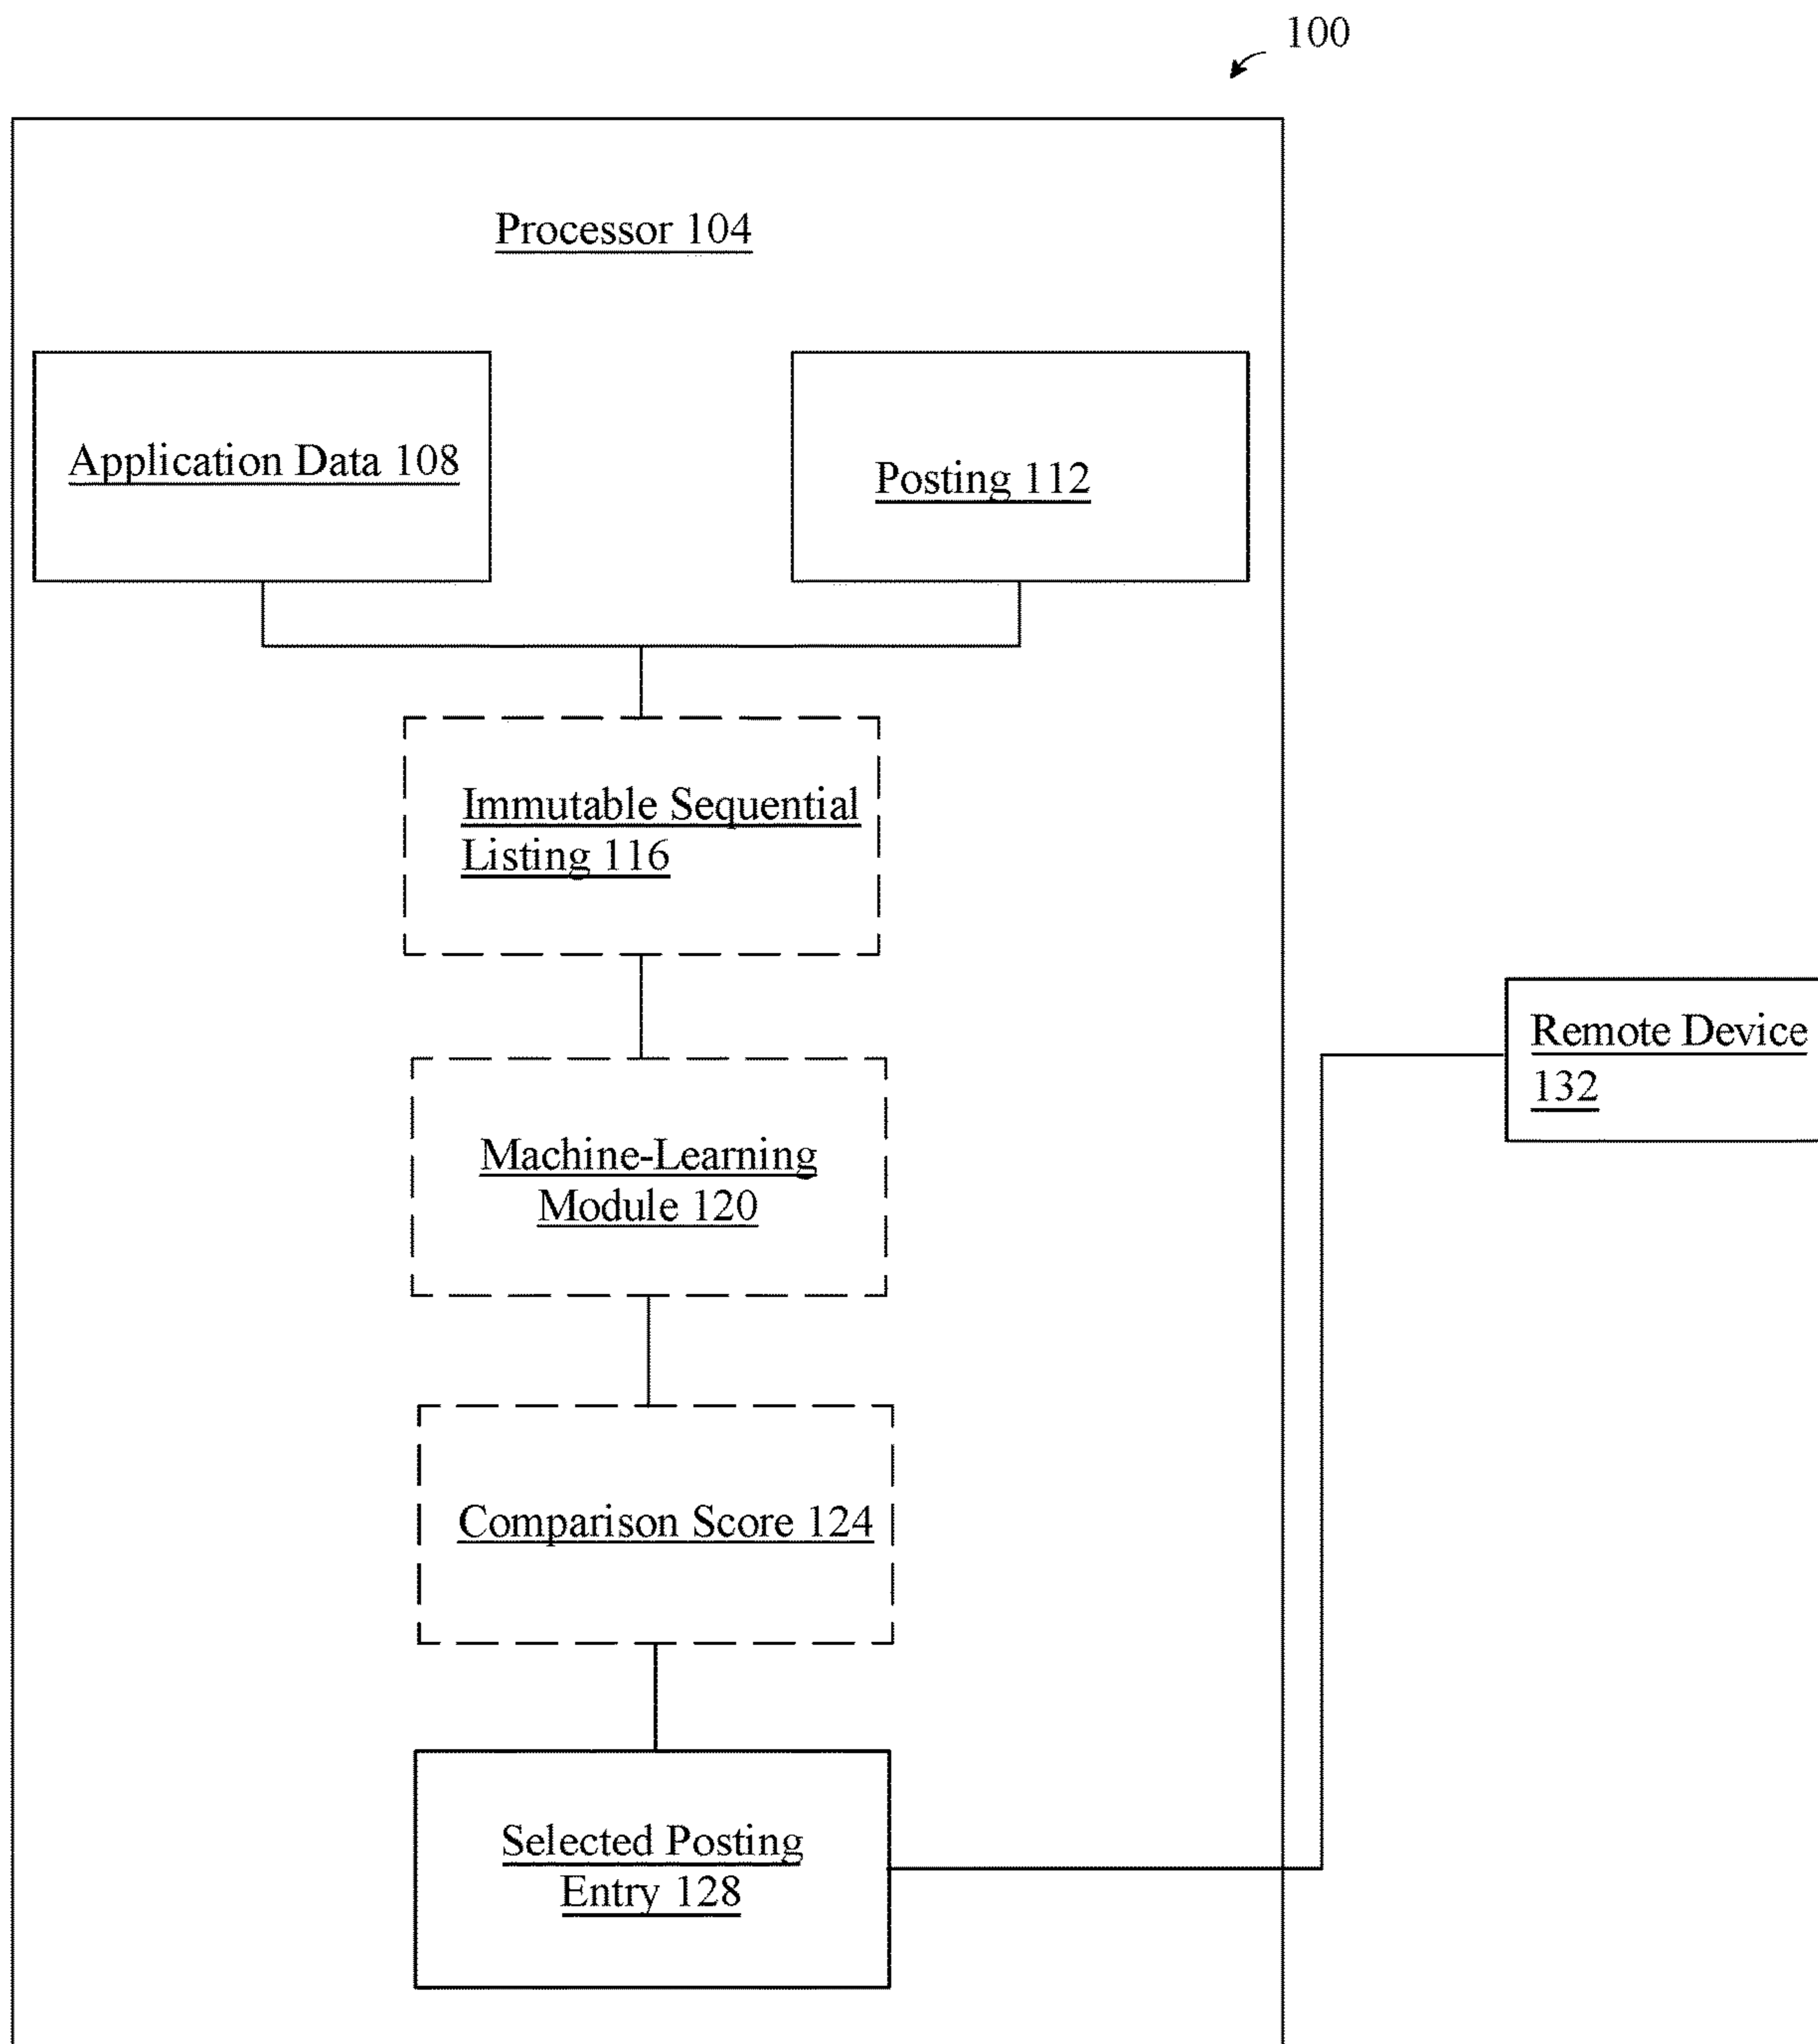 100
Processor 104
Application Data 108
Posting 112
Immutable Sequential
Listing 116
Remote Device
132
Machine-Learning
Module 120
Comparison Score 124
Selected Posting
Entry 128